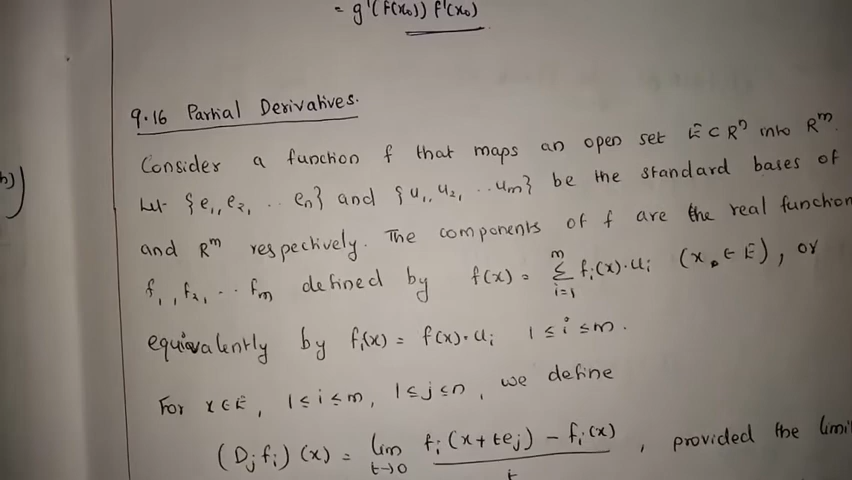 = g'(f(x₀)) f'(x₀)
9.16 Partial Derivatives.
Consider a function f that maps an open set E ⊂ Rⁿ into Rᵐ.
Let {e₁, e₂, .. eₙ} and {u₁, u₂, .. uₘ} be the standard bases of
and Rᵐ respectively. The components of f are the real function
f₁, f₂, .. fₘ defined by f(x) = Σᵢ₌₁ᵐ fᵢ(x)·uᵢ (x ∈ E), or
equivalently by fᵢ(x) = f(x)·uᵢ 1 ≤ i ≤ m.
For x ∈ E, 1 ≤ i ≤ m, 1 ≤ j ≤ n, we define
(Dⱼfᵢ)(x) = lim t→0 fᵢ(x+teⱼ) − fᵢ(x) / t, provided the limit